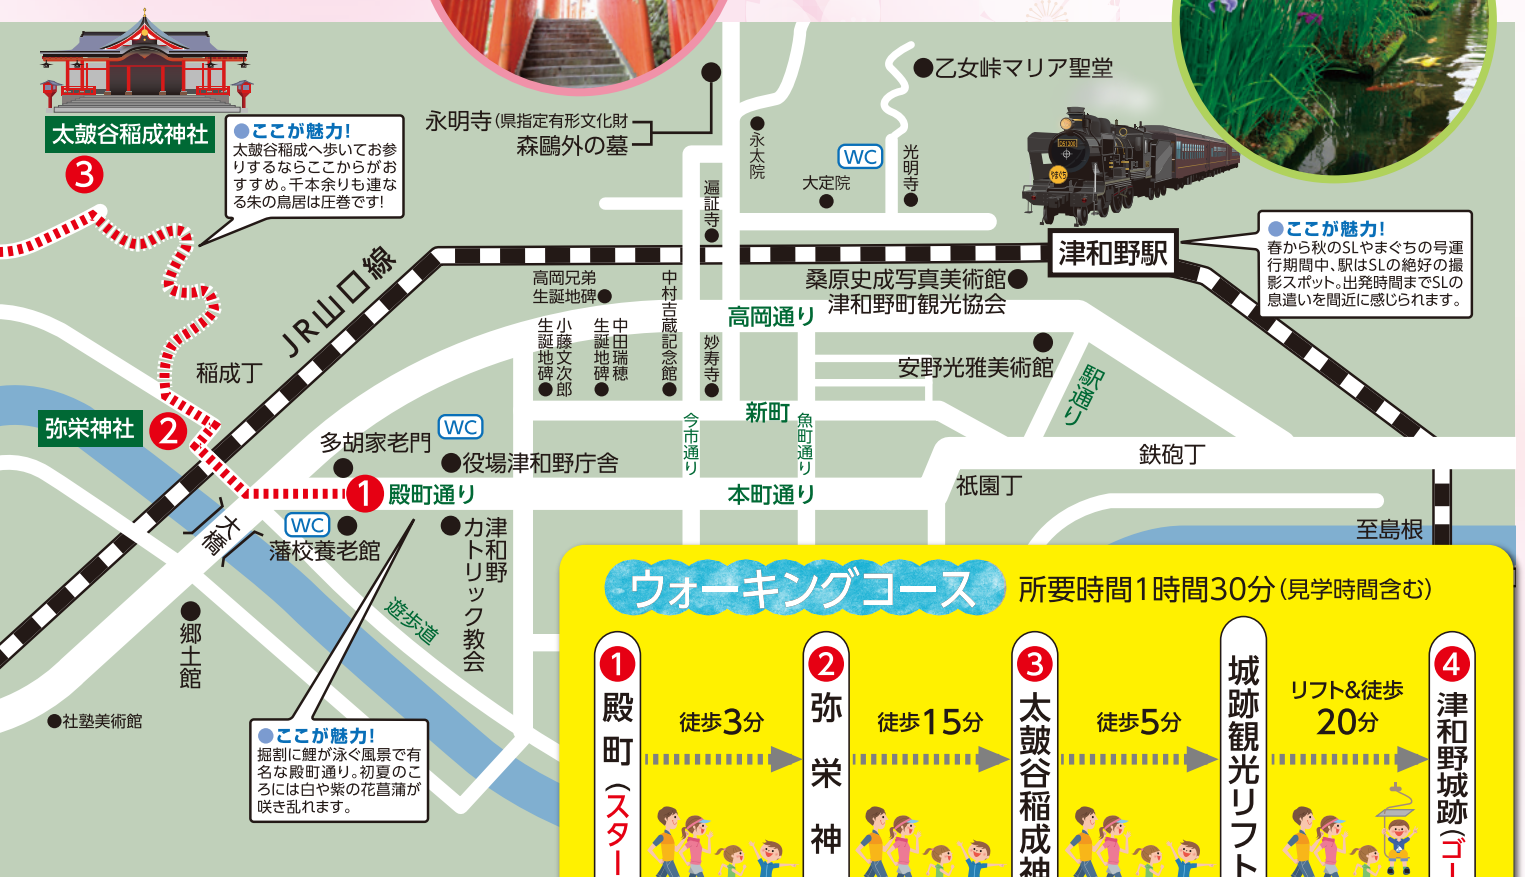 太皷谷稲成神社
3
ここが魅力!
太皷谷稲成へ歩いてお参
りするならここからがお
すすめ。千本余りも連な
る朱の鳥居は圧巻です!
永明寺(県指定有形文化財
森鷗外の墓
乙女峠マリア聖堂
永太院
WC
大定院
光明寺
遍証寺
D51200
やまぐち
津和野駅
ここが魅力!
春から秋のSLやまぐちの号運
行期間中、駅はSLの絶好の撮
影スポット。出発時間までSLの
息遣いを間近に感じられます。
JR山口線
高岡兄弟
生誕地碑
中村吉蔵記念館
桑原史成写真美術館
津和野町観光協会
高岡通り
小藤文次郎
生誕地碑
中田瑞穂
生誕地碑
妙寿寺
安野光雅美術館
駅通り
稲成丁
弥栄神社
2
新町
今市通り
魚町通り
多胡家老門
WC
役場津和野庁舎
鉄砲丁
1
殿町通り
本町通り
祇園丁
WC
藩校養老館
大橋
津和野
カトリック教会
至島根
遊歩道
郷土館
社塾美術館
ここが魅力!
掘割に鯉が泳ぐ風景で有
名な殿町通り。初夏のこ
ろには白や紫の花菖蒲が
咲き乱れます。
ウォーキングコース
所要時間1時間30分(見学時間含む)
1
殿町(スター
徒歩3分
2
弥栄神
徒歩15分
3
太皷谷稲成神
徒歩5分
城跡観光リフト
リフト&徒歩
20分
4
津和野城跡(ゴー